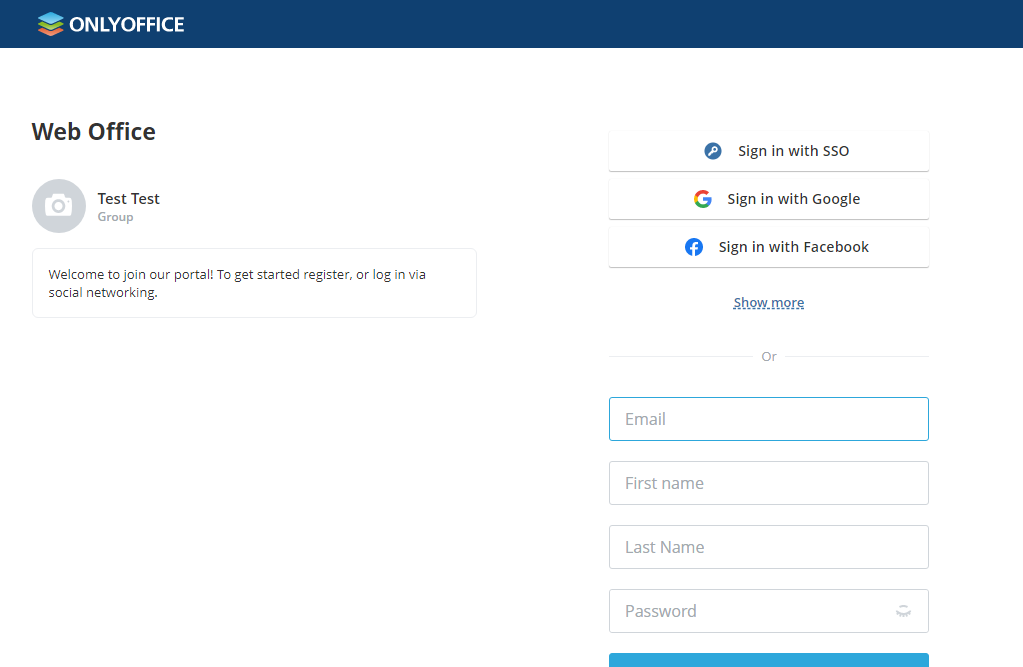 ONLYOFFICE
Web Office
Test Test
Group
Welcome to join our portal! To get started register, or log in via
social networking.
Sign in with SSO
Sign in with Google
Sign in with Facebook
Show more
Or
Email
First name
Last Name
Password